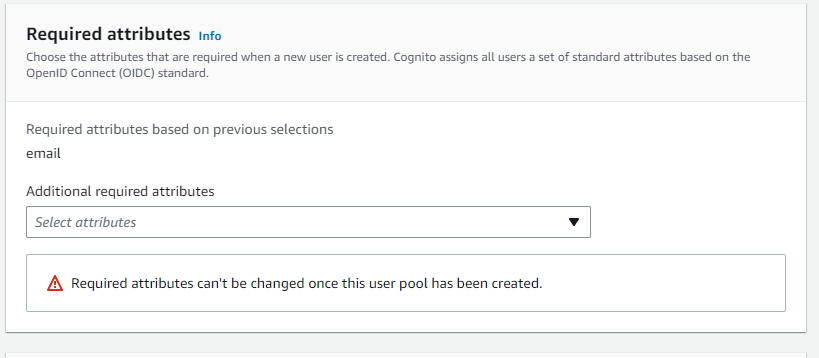 Required attributes Info
Choose the attributes that are required when a new user is created. Cognito assigns all users a set of standard attributes based on the
OpenID Connect (OIDC) standard.
Required attributes based on previous selections
email
Additional required attributes
Select attributes
Required attributes can't be changed once this user pool has been created.